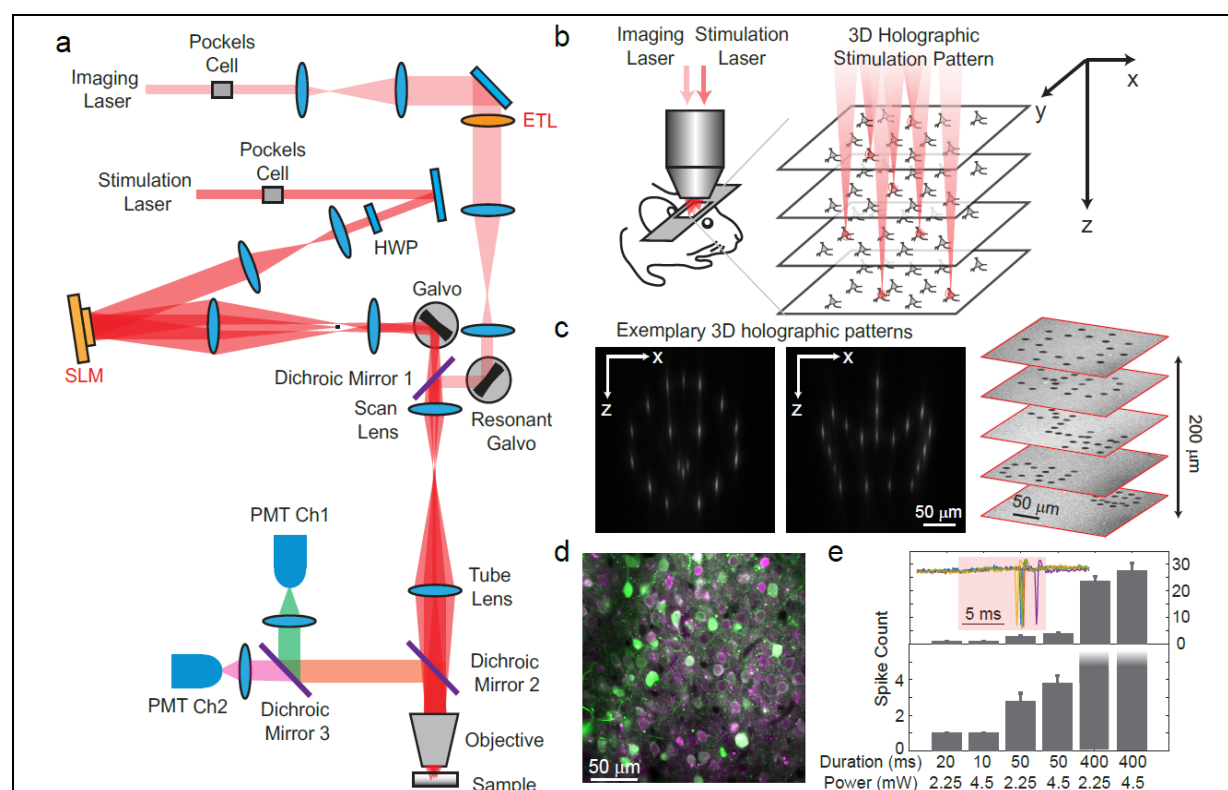 a
Pockels
Cell
Imaging
Laser
ETL
Pockels
Cell
Stimulation
Laser
HWP
SLM
Galvo
Dichroic Mirror 1
Scan
Lens
Resonant
Galvo
PMT Ch1
Tube
Lens
PMT Ch2
Dichroic
Mirror 3
Dichroic
Mirror 2
Objective
Sample
b
Imaging
Laser
Stimulation
Laser
3D Holographic
Stimulation Pattern
x
y
z
c
Exemplary 3D holographic patterns
x
z
x
z
50 μm
50 μm
200 μm
d
50 μm
e
5 ms
30
20
10
0
Spike Count
4
2
0
Duration (ms) 20 10 50 50 400 400
Power (mW) 2.25 4.5 2.25 4.5 2.25 4.5